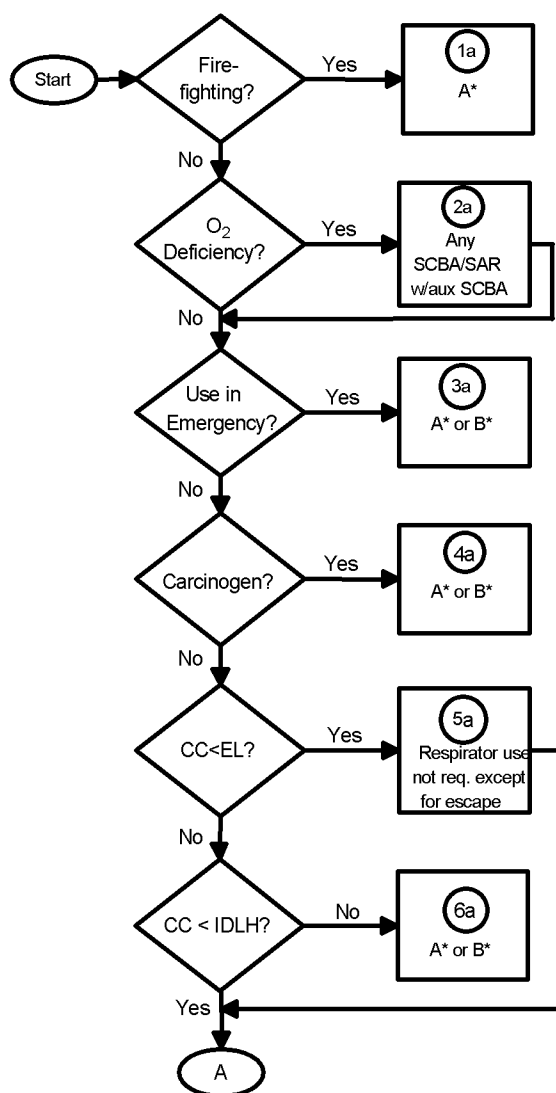 Start
Fire-
fighting?
Yes
1a
A*
No
O₂
Deficiency?
Yes
2a
Any
SCBA/SAR
w/aux SCBA
No
Use in
Emergency?
Yes
3a
A* or B*
No
Carcinogen?
Yes
4a
A* or B*
No
CC<EL?
Yes
5a
Respirator use
not req. except
for escape
No
CC < IDLH?
No
6a
A* or B*
Yes
A